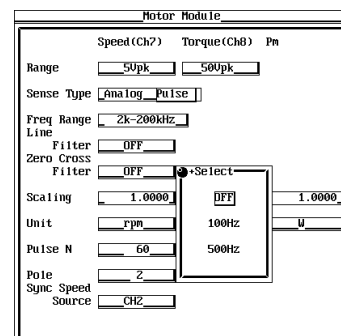 Motor Module
Speed(Ch7) Torque(Ch8) Pm
Range 5Vpk 50Vpk
Sense Type Analog Pulse
Freq Range 2k-200kHz
Line
Filter OFF
Zero Cross
Filter OFF +Select
Scaling 1.0000 OFF 1.0000
Unit rpm 100Hz W
Pulse N 60 500Hz
Pole 2
Sync Speed
Source CH2